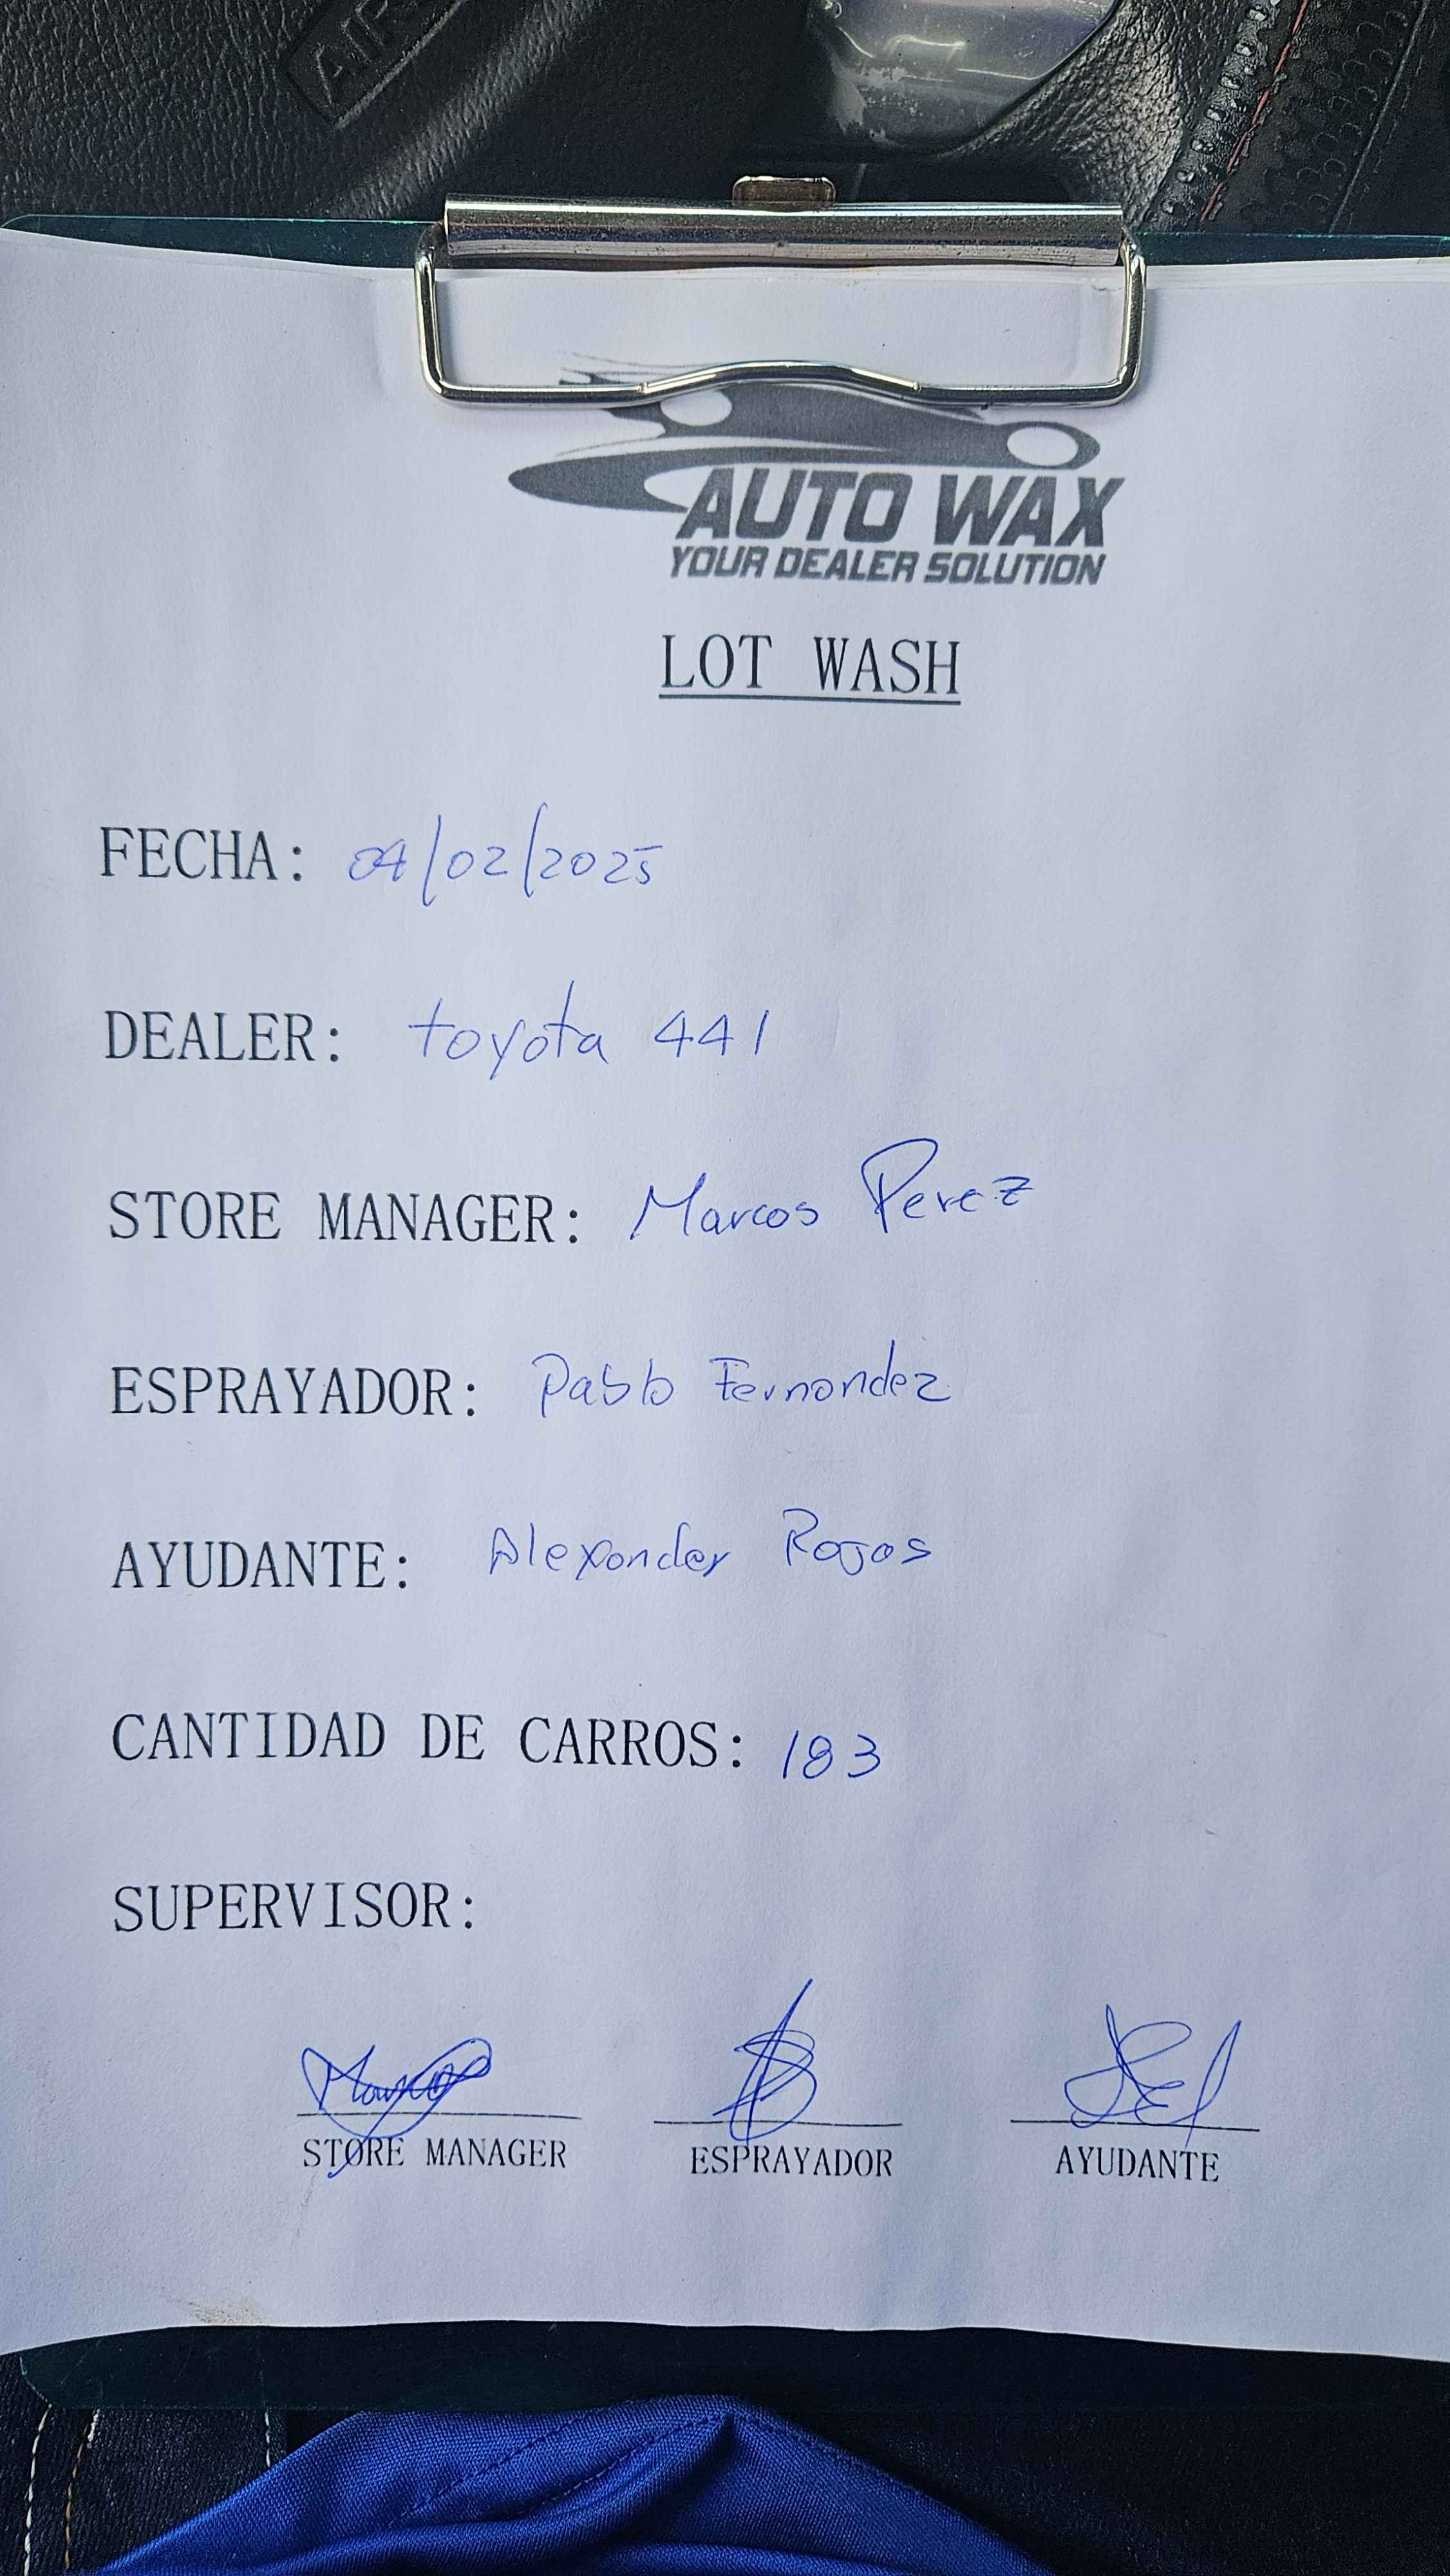 AIR
AUTO WAX
YOUR DEALER SOLUTION
LOT WASH
FECHA: 04/02/2025
DEALER: toyota 441
STORE MANAGER: Marcos Perez
ESPRAYADOR: Pablo Fernandez
AYUDANTE: Alexander Rojas
CANTIDAD DE CARROS: 183
SUPERVISOR:
STORE MANAGER ESPRAYADOR AYUDANTE